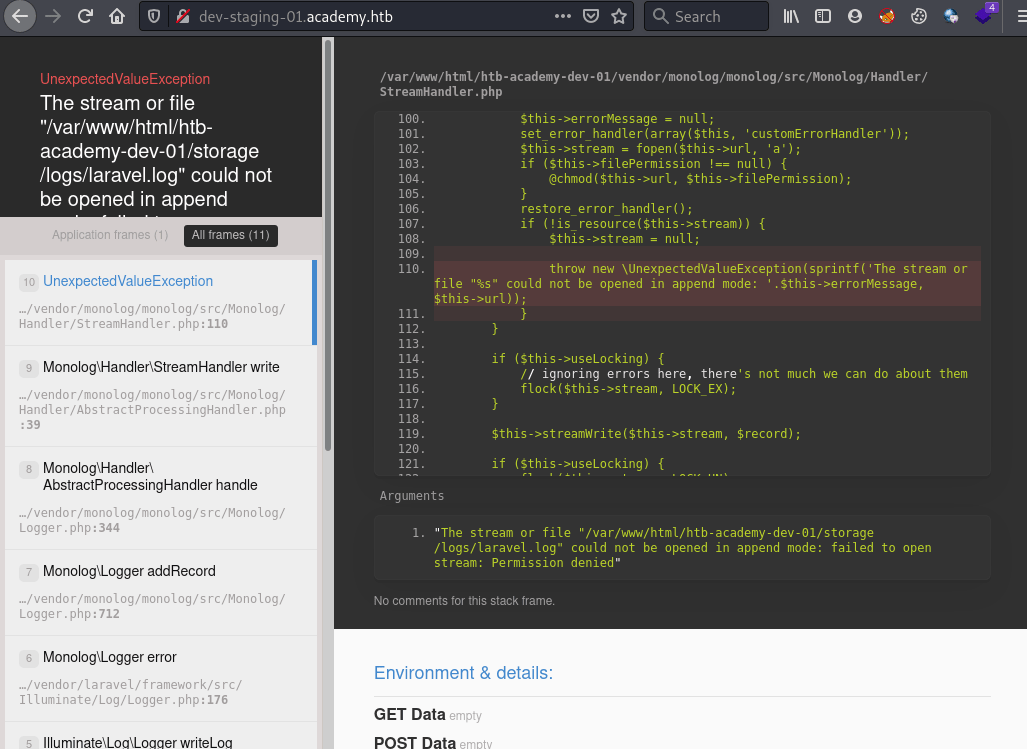 dev-staging-01.academy.htb
Search
4
UnexpectedValueException
The stream or file
"/var/www/html/htb-
academy-dev-01/storage
/logs/laravel.log" could not
be opened in append
Application frames (1)
All frames (11)
10 UnexpectedValueException
…/vendor/monolog/monolog/src/Monolog/
Handler/StreamHandler.php:110
9 Monolog\Handler\StreamHandler write
…/vendor/monolog/monolog/src/Monolog/
Handler/AbstractProcessingHandler.php
:39
8 Monolog\Handler\
AbstractProcessingHandler handle
…/vendor/monolog/monolog/src/Monolog/
Logger.php:344
7 Monolog\Logger addRecord
…/vendor/monolog/monolog/src/Monolog/
Logger.php:712
6 Monolog\Logger error
…/vendor/laravel/framework/src/
Illuminate/Log/Logger.php:176
5 Illuminate\Log\Logger writeLog
/var/www/html/htb-academy-dev-01/vendor/monolog/monolog/src/Monolog/Handler/
StreamHandler.php
100. $this->errorMessage = null;
101. set_error_handler(array($this, 'customErrorHandler'));
102. $this->stream = fopen($this->url, 'a');
103. if ($this->filePermission !== null) {
104. @chmod($this->url, $this->filePermission);
105. }
106. restore_error_handler();
107. if (!is_resource($this->stream)) {
108. $this->stream = null;
109.
110. throw new \UnexpectedValueException(sprintf('The stream or
file "%s" could not be opened in append mode: '.$this->errorMessage,
$this->url));
111. }
112. }
113.
114. if ($this->useLocking) {
115. // ignoring errors here, there's not much we can do about them
116. flock($this->stream, LOCK_EX);
117. }
118.
119. $this->streamWrite($this->stream, $record);
120.
121. if ($this->useLocking) {
Arguments
1. "The stream or file "/var/www/html/htb-academy-dev-01/storage
/logs/laravel.log" could not be opened in append mode: failed to open
stream: Permission denied"
No comments for this stack frame.
Environment & details:
GET Data empty
POST Data empty